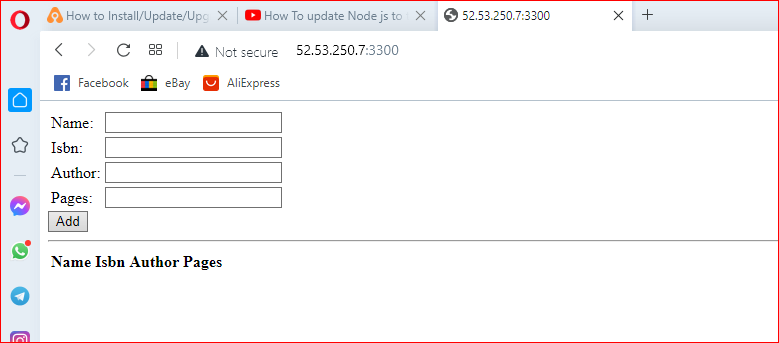 How to Install/Update/Upg
How To update Node js to
52.53.250.7:3300
Not secure 52.53.250.7:3300
Facebook eBay AliExpress
Name:
Isbn:
Author:
Pages:
Add
Name Isbn Author Pages